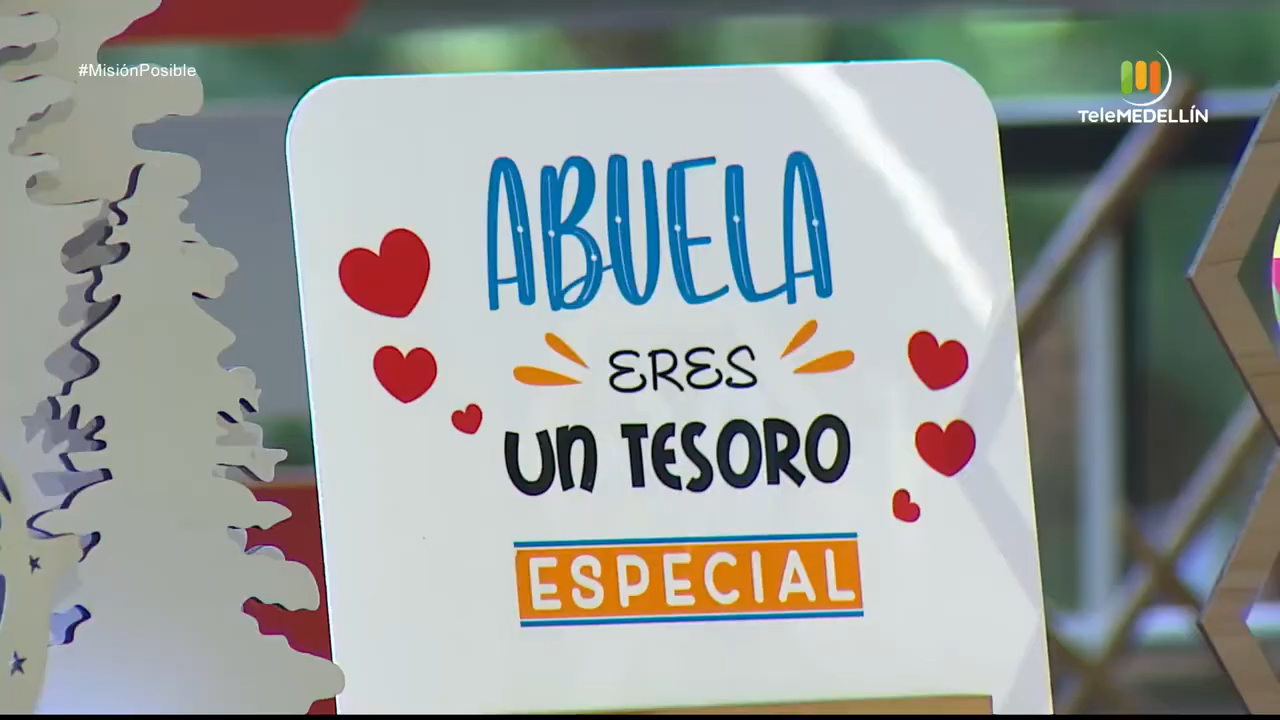 #MisiónPosible
TeleMEDELLÍN
ABUELA
ERES
UN TESORO
ESPECIAL